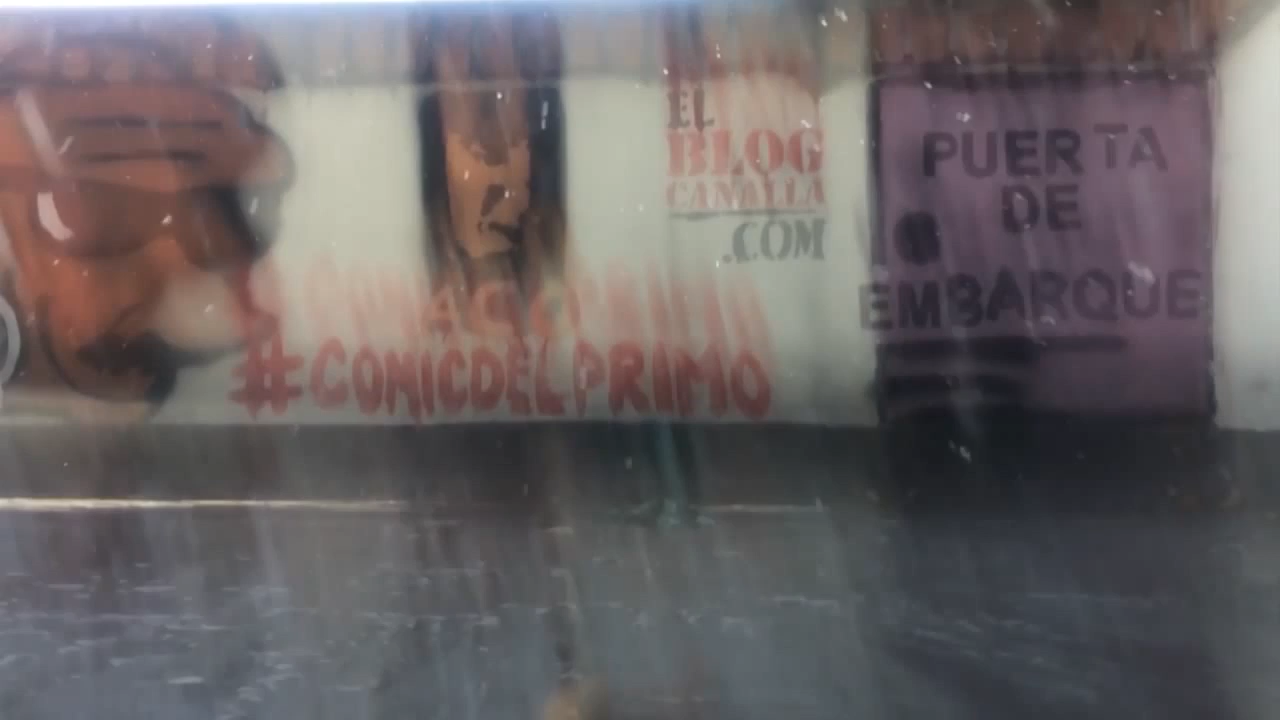 EL
BLOG
CANALLA
.COM
#COMICDELPRIMO
PUERTA
DE
EMBARQUE